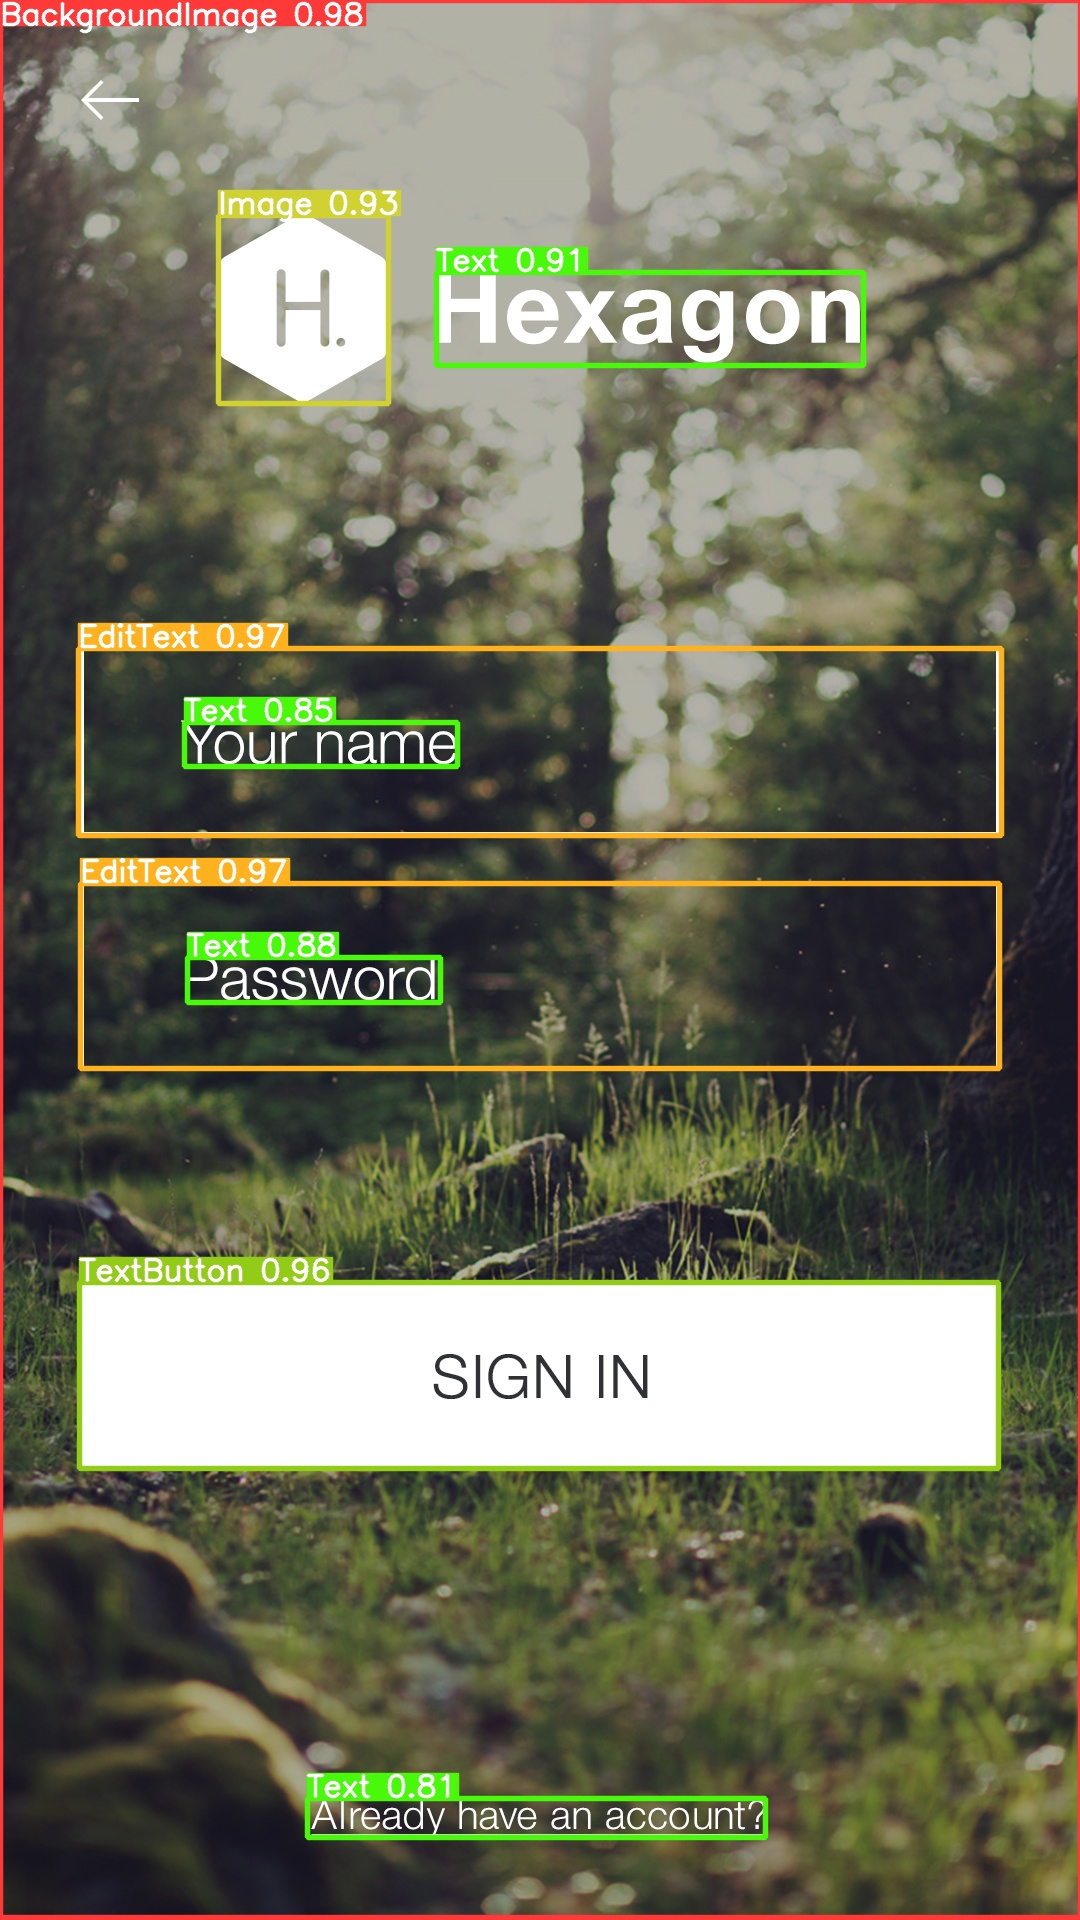 BackgroundImage 0.98
Image 0.93
H.
Text 0.91
Hexagon
EditText 0.97
Text 0.85
Your name
EditText 0.97
Text 0.88
Password
TextButton 0.96
SIGN IN
Text 0.81
Already have an account?